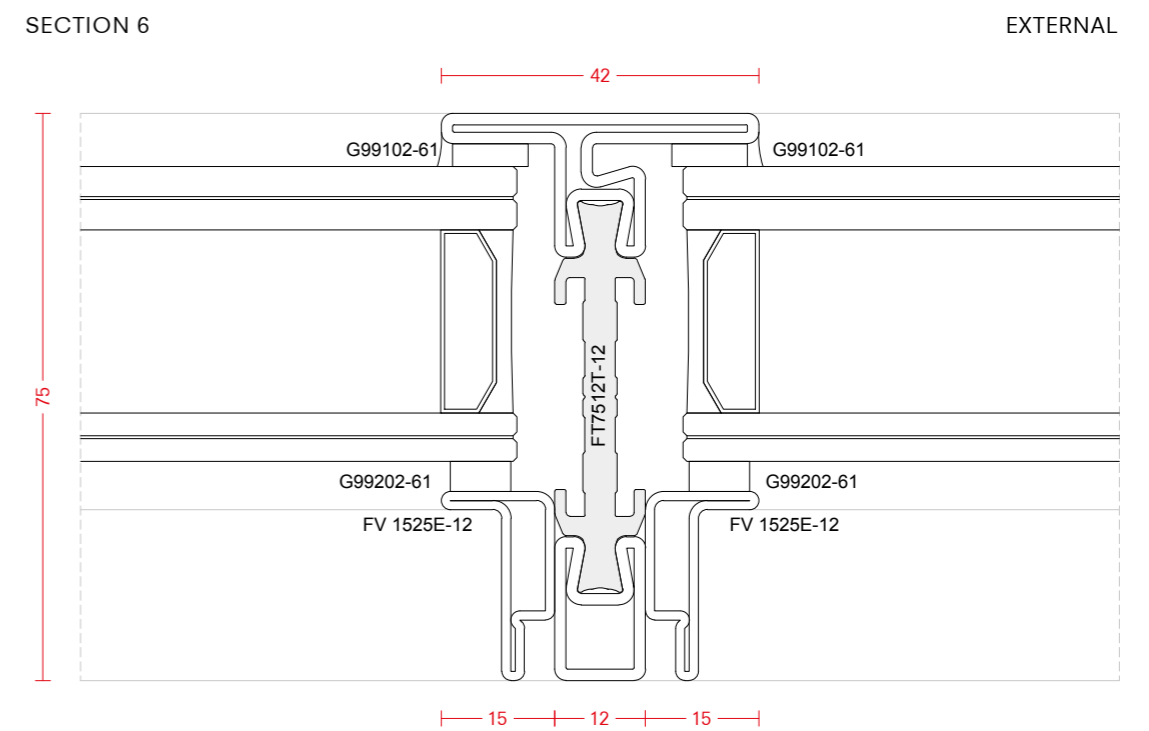 SECTION 6
EXTERNAL
42
G99102-61
G99102-61
75
FT7512T-12
G99202-61
G99202-61
FV 1525E-12
FV 1525E-12
15
12
15